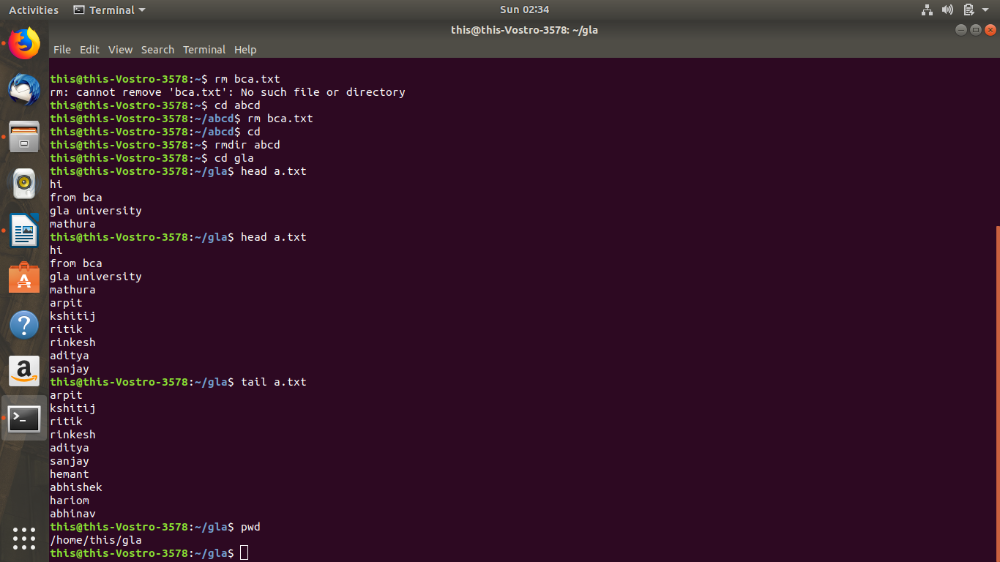 Activities Terminal Sun 02:34
this@this-Vostro-3578: ~/gla
File Edit View Search Terminal Help
this@this-Vostro-3578:~$ rm bca.txt
rm: cannot remove 'bca.txt': No such file or directory
this@this-Vostro-3578:~$ cd abcd
this@this-Vostro-3578:~/abcd$ rm bca.txt
this@this-Vostro-3578:~/abcd$ cd
this@this-Vostro-3578:~$ rmdir abcd
this@this-Vostro-3578:~$ cd gla
this@this-Vostro-3578:~/gla$ head a.txt
hi
from bca
gla university
mathura
this@this-Vostro-3578:~/gla$ head a.txt
hi
from bca
gla university
mathura
arpit
kshitij
ritik
rinkesh
aditya
sanjay
this@this-Vostro-3578:~/gla$ tail a.txt
arpit
kshitij
ritik
rinkesh
aditya
sanjay
hemant
abhishek
hariom
abhinav
this@this-Vostro-3578:~/gla$ pwd
/home/this/gla
this@this-Vostro-3578:~/gla$